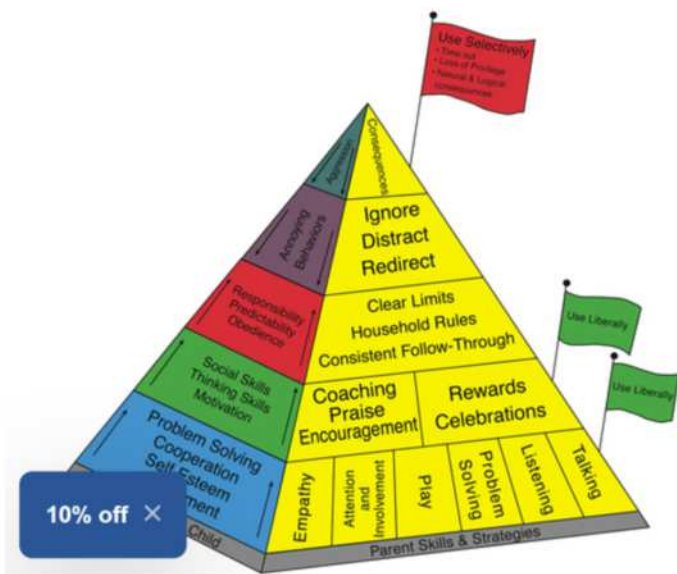 Use Selectively
• Time out
• Loss of Privilege
• Natural & Logical
consequences
Aggression
Consequences
Annoying
Behaviors
Ignore
Distract
Redirect
Responsibility
Predictability
Obedience
Clear Limits
Household Rules
Consistent Follow-Through
Use Liberally
Social Skills
Thinking Skills
Motivation
Coaching
Praise
Encouragement
Rewards
Celebrations
Use Liberally
Problem Solving
Cooperation
Self Esteem
Empathy
Attention
and
Involvement
Play
Problem
Solving
Listening
Talking
Child
Parent Skills & Strategies
10% off ×